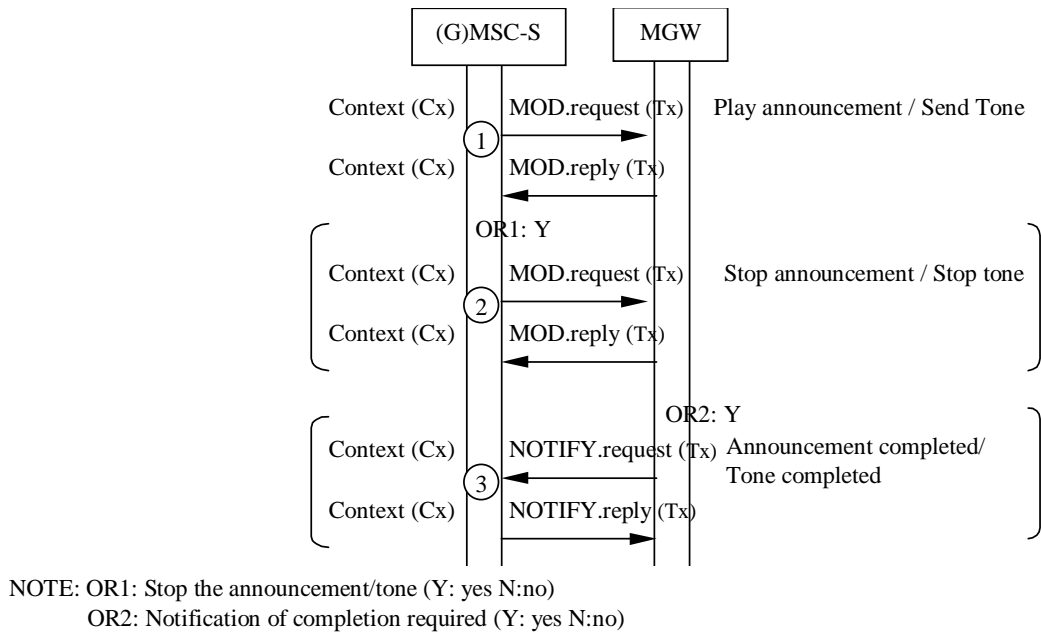 (G)MSC-S MGW
Context (Cx) MOD.request (Tx) Play announcement / Send Tone
1
Context (Cx) MOD.reply (Tx)
OR1: Y
Context (Cx) MOD.request (Tx) Stop announcement / Stop tone
2
Context (Cx) MOD.reply (Tx)
OR2: Y
Context (Cx) NOTIFY.request (Tx) Announcement completed/
3 Tone completed
Context (Cx) NOTIFY.reply (Tx)
NOTE: OR1: Stop the announcement/tone (Y: yes N:no)
OR2: Notification of completion required (Y: yes N:no)